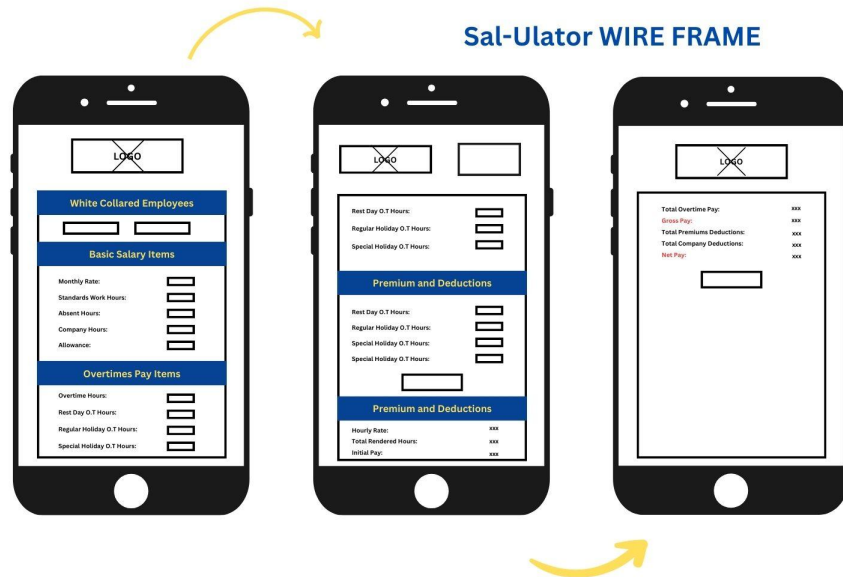 Sal-Ulator WIRE FRAME
LOGO
White Collared Employees
Basic Salary Items
Monthly Rate:
Standards Work Hours:
Absent Hours:
Company Hours:
Allowance:
Overtimes Pay Items
Overtime Hours:
Rest Day O.T Hours:
Regular Holiday O.T Hours:
Special Holiday O.T Hours:
LOGO
Rest Day O.T Hours:
Regular Holiday O.T Hours:
Special Holiday O.T Hours:
Premium and Deductions
Rest Day O.T Hours:
Regular Holiday O.T Hours:
Special Holiday O.T Hours:
Special Holiday O.T Hours:
Premium and Deductions
Hourly Rate: xxx
Total Rendered Hours: xxx
Initial Pay: xxx
LOGO
Total Overtime Pay: xxx
Gross Pay: xxx
Total Premiums Deductions: xxx
Total Company Deductions: xxx
Net Pay: xxx